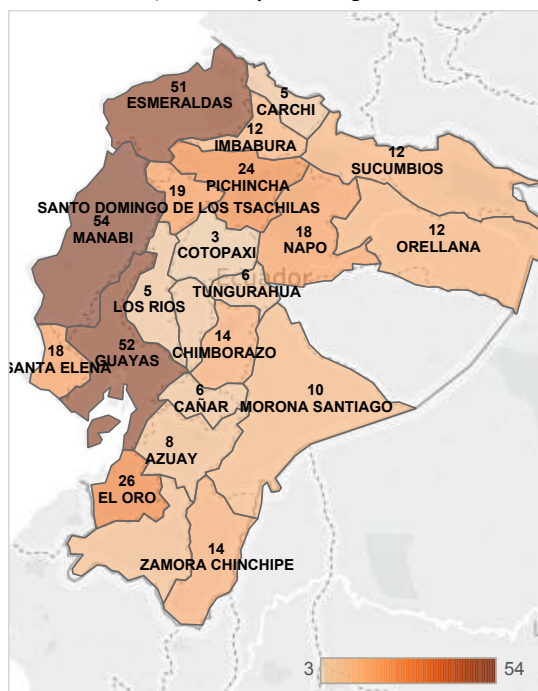 51
ESMERALDAS
5
CARCHI
12
IMBABURA
12
SUCUMBIOS
24
PICHINCHA
19
SANTO DOMINGO DE LOS TSACHILAS
54
MANABI
18
NAPO
12
ORELLANA
3
COTOPAXI
Ecuador
6
TUNGURAHUA
5
LOS RIOS
18
SANTA ELENA
52
GUAYAS
14
CHIMBORAZO
6
CAÑAR
10
MORONA SANTIAGO
8
AZUAY
26
EL ORO
14
ZAMORA CHINCHIPE
3
54